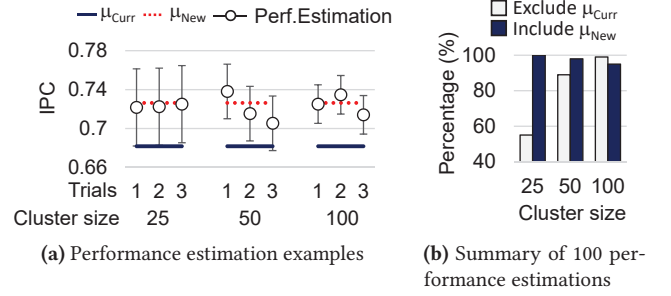 μCurr μNew Perf.Estimation
IPC
0.78
0.74
0.7
0.66
Trials 1 2 3 1 2 3 1 2 3
Cluster size 25 50 100
(a) Performance estimation examples
Exclude μCurr
Include μNew
Percentage (%)
100
80
60
40
25 50 100
Cluster size
(b) Summary of 100 per-
formance estimations